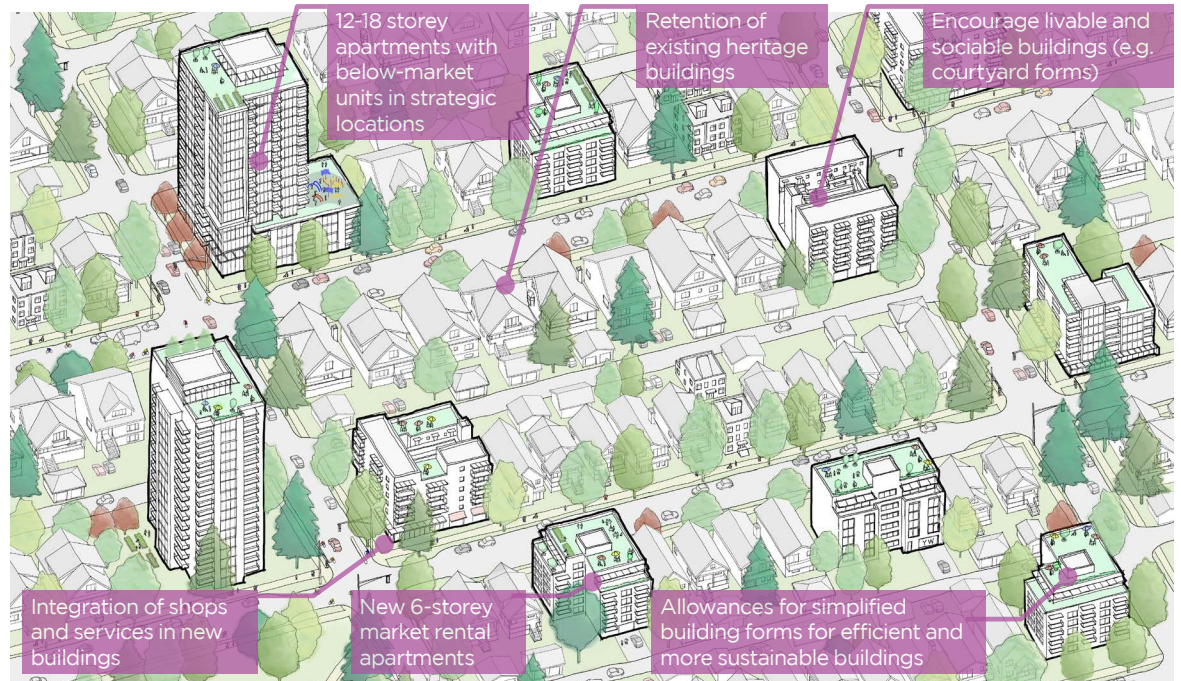 12-18 storey
apartments with
below-market
units in strategic
locations
Retention of
existing heritage
buildings
Encourage livable and
sociable buildings (e.g.
courtyard forms)
YW
Integration of shops
and services in new
buildings
New 6-storey
market rental
apartments
Allowances for simplified
building forms for efficient and
more sustainable buildings